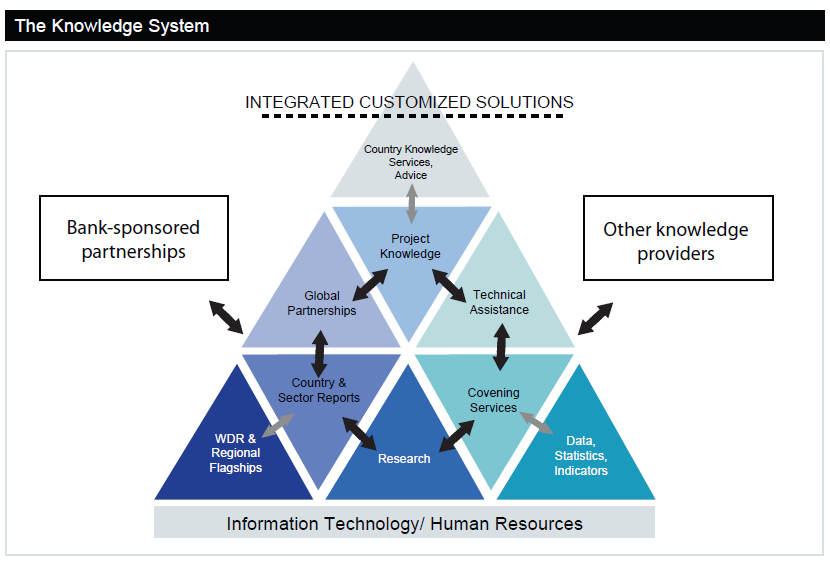 The Knowledge System
INTEGRATED CUSTOMIZED SOLUTIONS
Country Knowledge
Services,
Advice
Bank-sponsored
partnerships
Other knowledge
providers
Project
Knowledge
Global
Partnerships
Technical
Assistance
Country &
Sector Reports
Covening
Services
WDR &
Regional
Flagships
Research
Data,
Statistics,
Indicators
Information Technology/ Human Resources